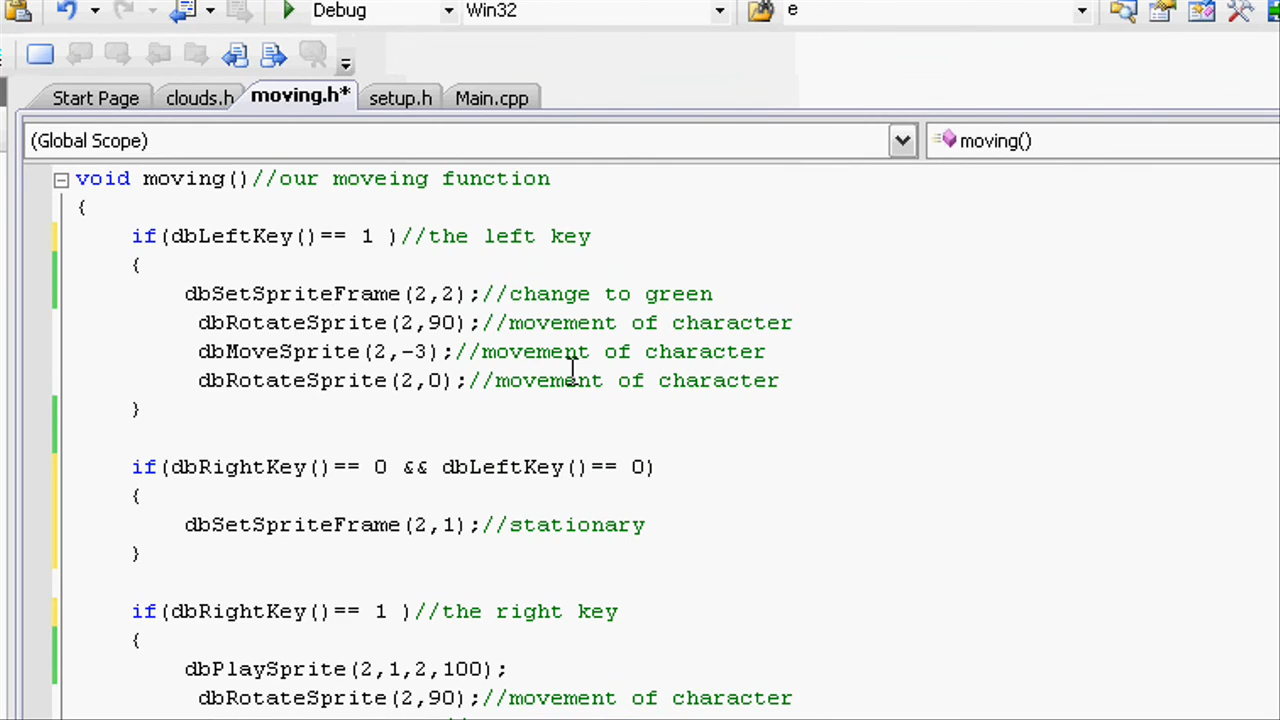 Debug Win32 e
Start Page clouds.h moving.h* setup.h Main.cpp
(Global Scope) moving()
void moving()//our moveing function
{
if(dbLeftKey()== 1 )//the left key
{
dbSetSpriteFrame(2,2);//change to green
dbRotateSprite(2,90);//movement of character
dbMoveSprite(2,-3);//movement of character
dbRotateSprite(2,0);//movement of character
}
if(dbRightKey()== 0 && dbLeftKey()== 0)
{
dbSetSpriteFrame(2,1);//stationary
}
if(dbRightKey()== 1 )//the right key
{
dbPlaySprite(2,1,2,100);
dbRotateSprite(2,90);//movement of character